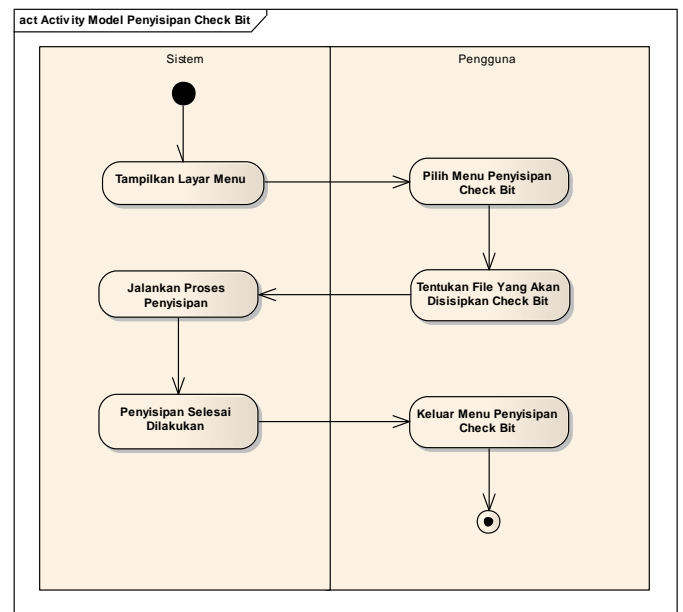 act Activity Model Penyisipan Check Bit
Sistem
Pengguna
Tampilkan Layar Menu
Pilih Menu Penyisipan
Check Bit
Tentukan File Yang Akan
Disisipkan Check Bit
Jalankan Proses
Penyisipan
Penyisipan Selesai
Dilakukan
Keluar Menu Penyisipan
Check Bit